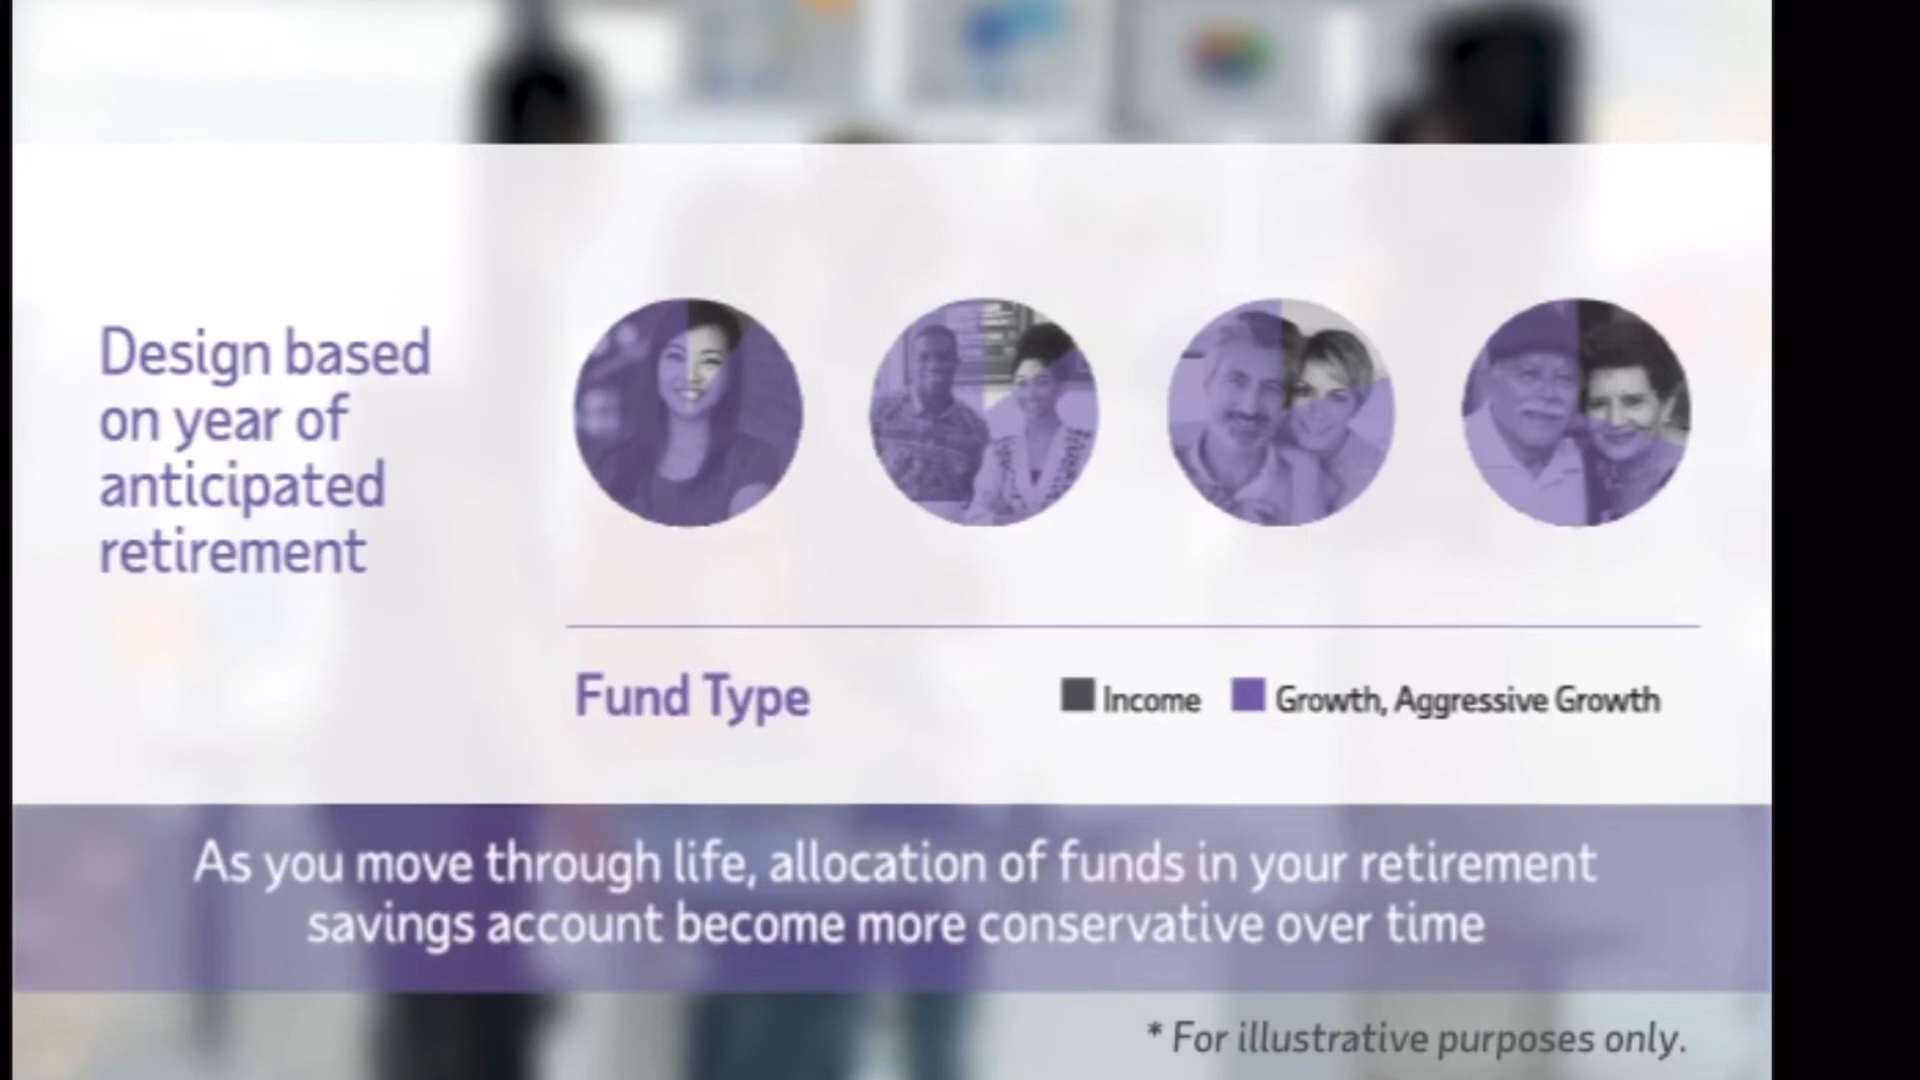 Design based
on year of
anticipated
retirement
Fund Type
Income
Growth, Aggressive Growth
As you move through life, allocation of funds in your retirement
savings account become more conservative over time
* For illustrative purposes only.